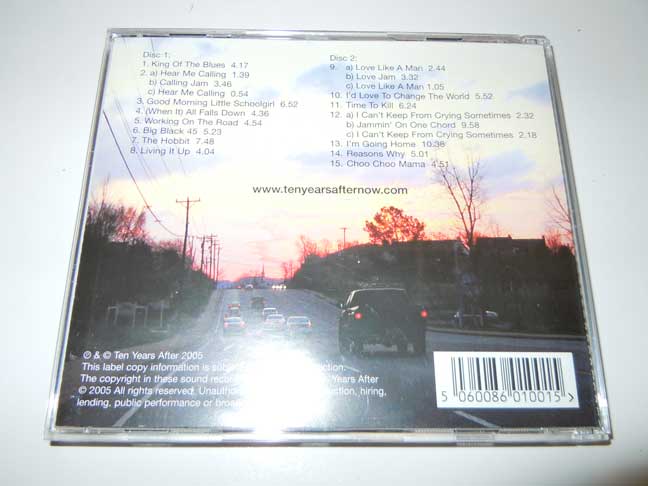 Disc 1:
1. King Of The Blues 4.17
2. a) Hear Me Calling 1.39
b) Calling Jam 3.46
c) Hear Me Calling 0.54
3. Good Morning Little Schoolgirl 6.52
4. (When It) All Falls Down 4.36
5. Working On The Road 4.54
6. Big Black 45 5.23
7. The Hobbit 7.48
8. Living It Up 4.04
Disc 2:
9. a) Love Like A Man 2.44
b) Love Jam 3.32
c) Love Like A Man 1.05
10. I'd Love To Change The World 5.52
11. Time To Kill 6.24
12. a) I Can't Keep From Crying Sometimes 2.32
b) Jammin' On One Chord 9.58
c) I Can't Keep From Crying Sometimes 2.18
13. I'm Going Home 10.38
14. Reasons Why 5.01
15. Choo Choo Mama 4.51
www.tenyearsafternow.com
℗ & © Ten Years After 2005
This label copy information is
The copyright in these sound Years After
© 2005 All rights reserved. hiring,
lending, public performance or
5 060086 010015 >